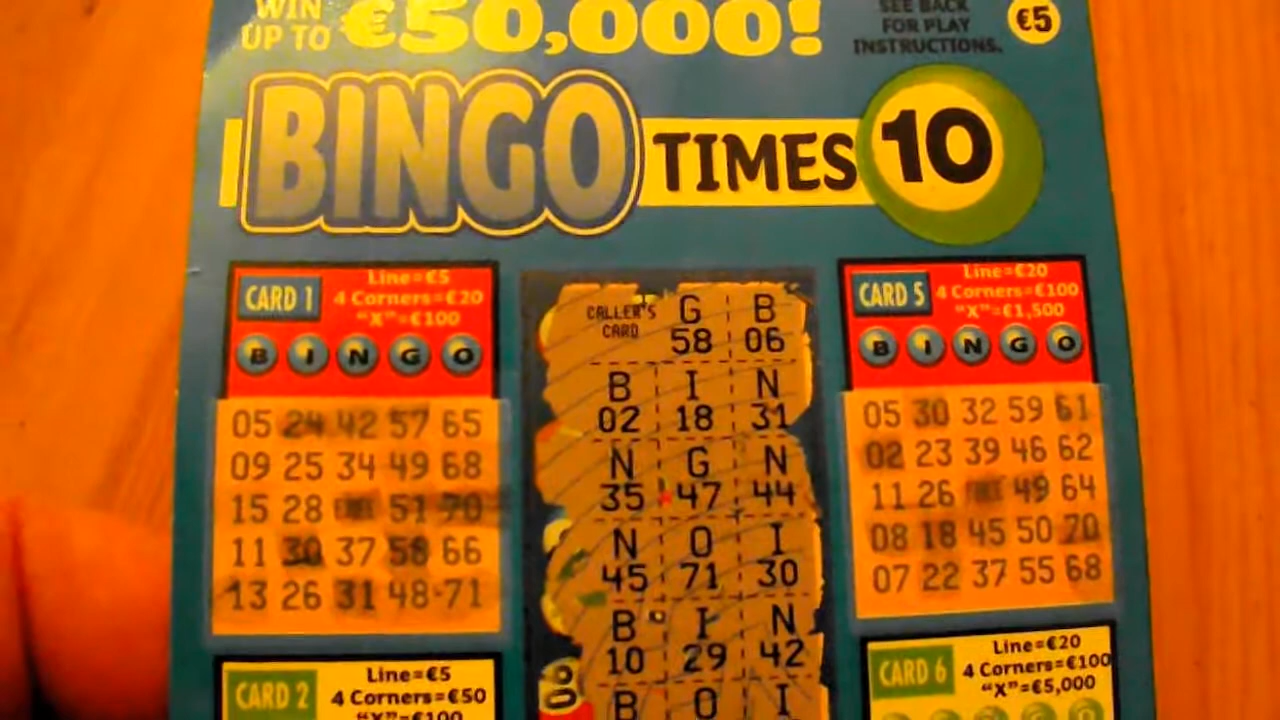 WIN
UP TO €50,000!
SEE BACK
FOR PLAY
INSTRUCTIONS.
€5
BINGO TIMES 10
CARD 1
Line=€5
4 Corners=€20
"X"=€100
B I N G O
05 24 42 57 65
09 25 34 49 68
15 28 FREE 51 70
11 30 37 58 66
13 26 31 48 71
CARD 2
Line=€5
4 Corners=€50
"X"=€100
CALLER'S
CARD
G B
58 06
B I N
02 18 31
N G N
35 47 44
N O I
45 71 30
B I N
10 29 42
B O I
90
CARD 5
Line=€20
4 Corners=€100
"X"=€1,500
B I N G O
05 30 32 59 61
02 23 39 46 62
11 26 FREE 49 64
08 18 45 50 70
07 22 37 55 68
CARD 6
Line=€20
4 Corners=€100
"X"=€5,000